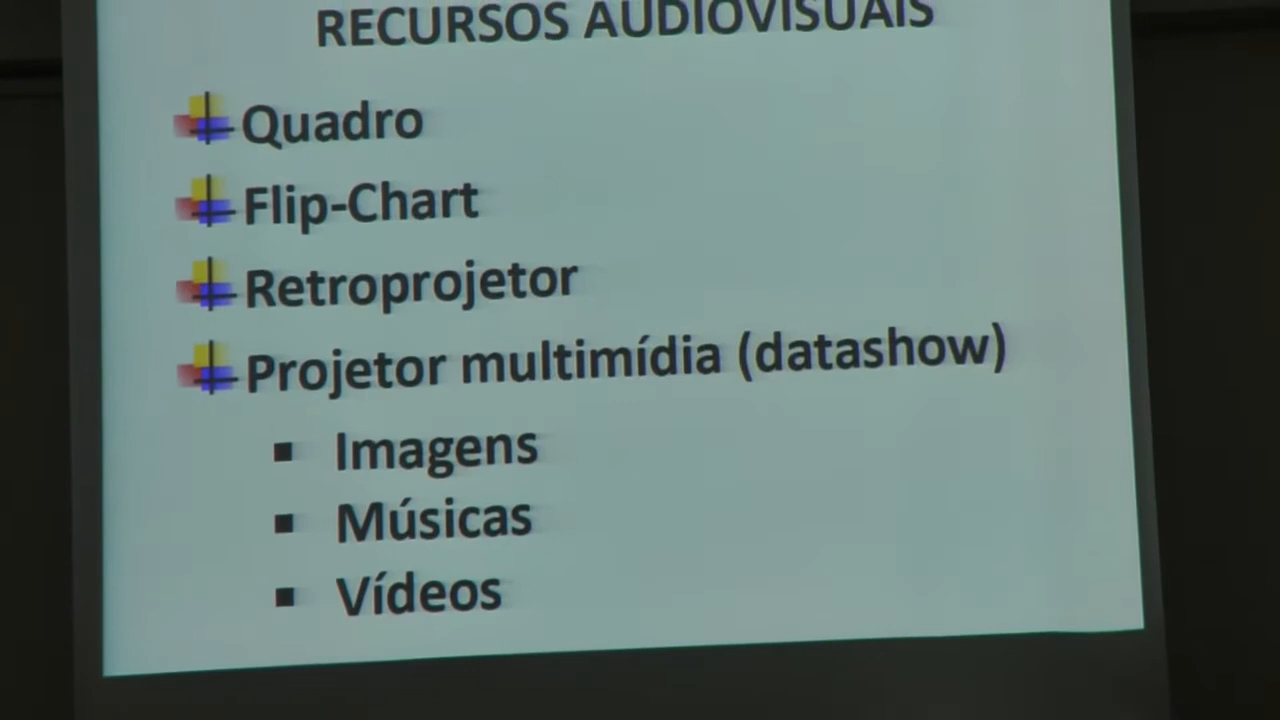 RECURSOS AUDIOVISUAIS
Quadro
Flip-Chart
Retroprojetor
Projetor multimídia (datashow)
Imagens
Músicas
Vídeos